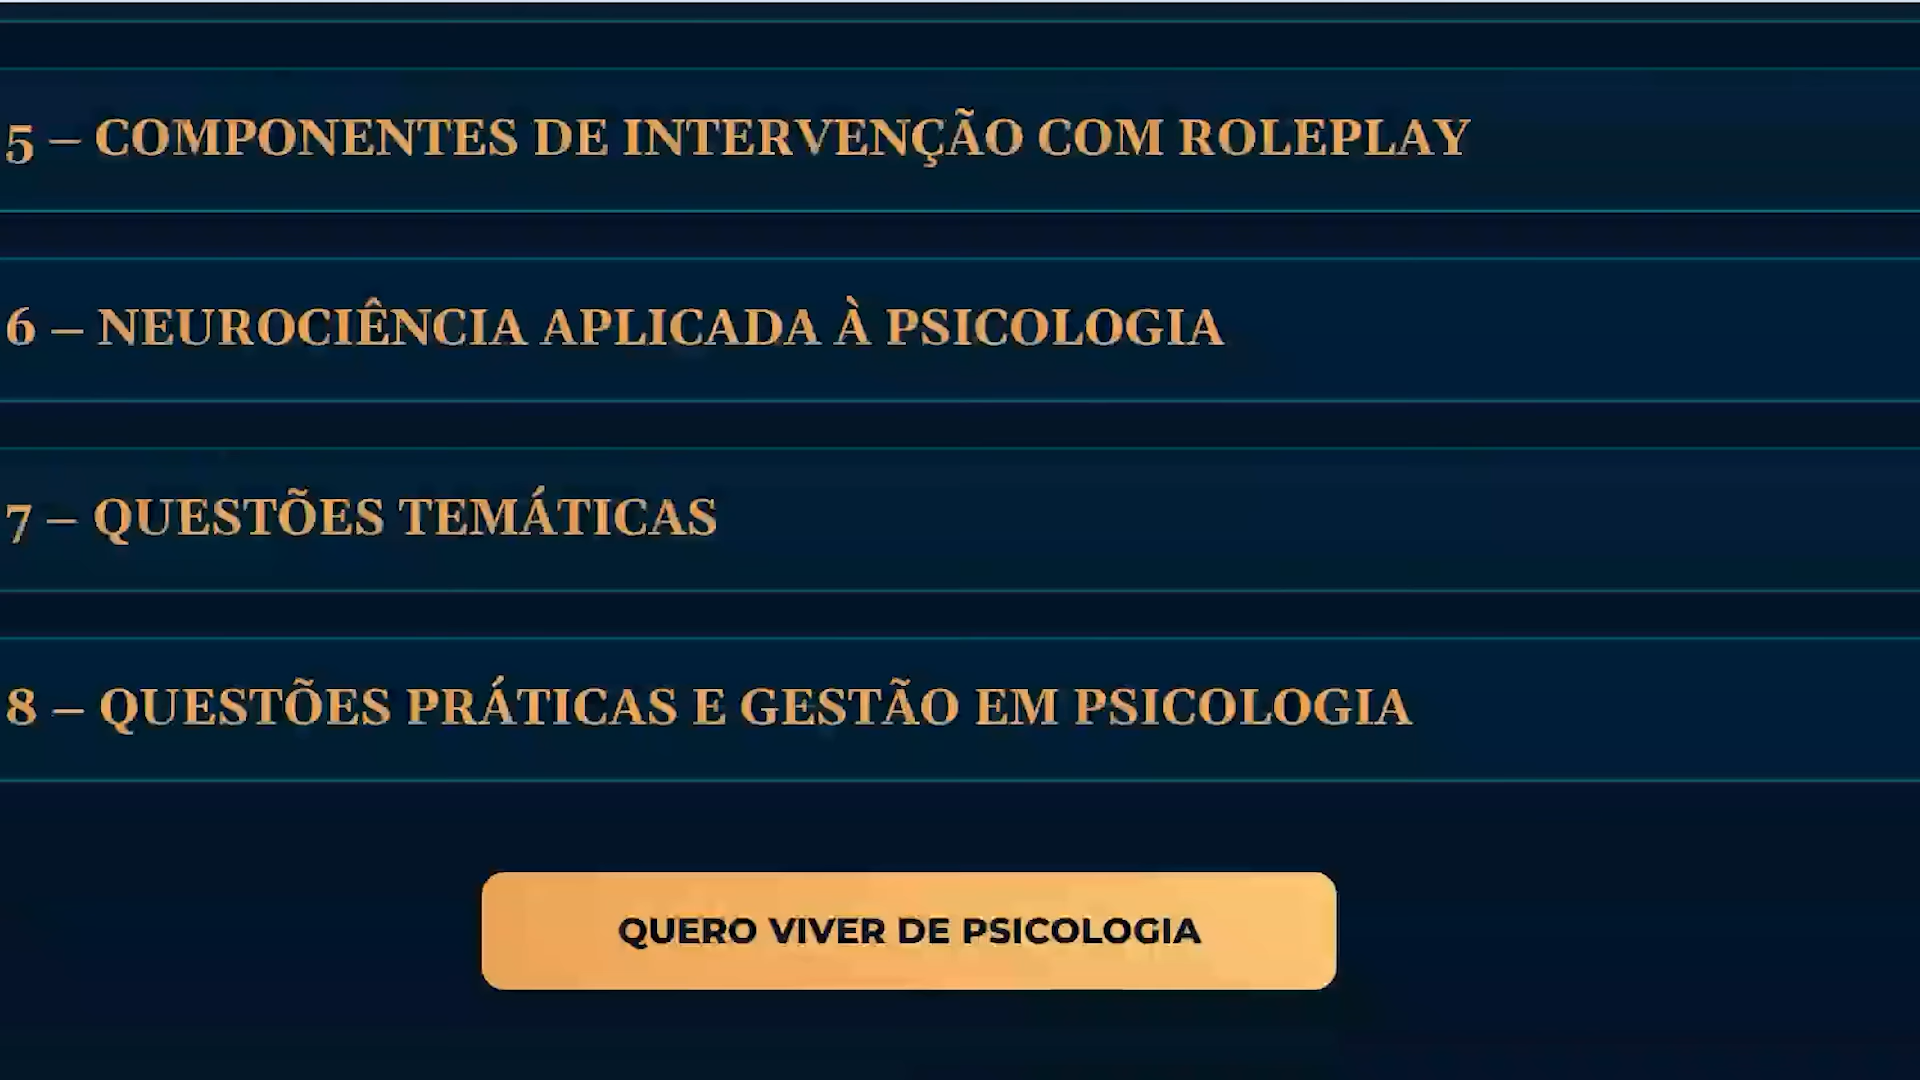 5 – COMPONENTES DE INTERVENÇÃO COM ROLEPLAY
6 – NEUROCIÊNCIA APLICADA À PSICOLOGIA
7 – QUESTÕES TEMÁTICAS
8 – QUESTÕES PRÁTICAS E GESTÃO EM PSICOLOGIA
QUERO VIVER DE PSICOLOGIA